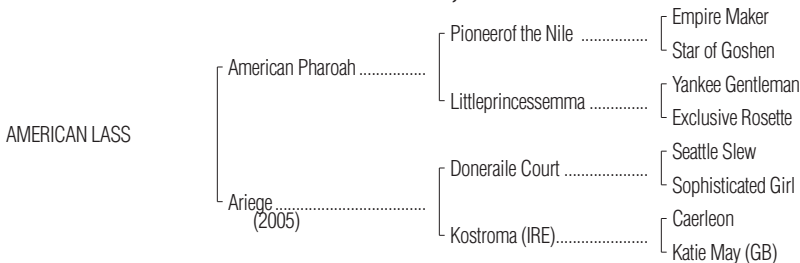 Empire Maker
Pioneerof the Nile ................
Star of Goshen
American Pharoah ................
Yankee Gentleman
Littleprincessemma ..............
Exclusive Rosette
AMERICAN LASS
Seattle Slew
Doneraile Court ....................
Sophisticated Girl
Ariege ....................................
(2005)
Caerleon
Kostroma (IRE)......................
Katie May (GB)